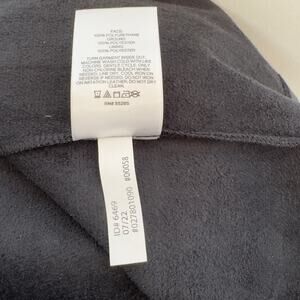 FACE:
100% POLYURETHANE
GROUND:
100% POLYESTER
LINING:
100% POLYESTER
TURN GARMENT INSIDE OUT.
MACHINE WASH COLD WITH LIKE
COLORS. GENTLE CYCLE. ONLY
NON-CHLORINE BLEACH WHEN
NEEDED. LINE DRY. COOL IRON ON
REVERSE IF NEEDED. DO NOT IRON
ON IMITATION LEATHER. DO NOT DRY
CLEAN.
RN# 55285
ID# 6469
07/22
#027801090 #00058